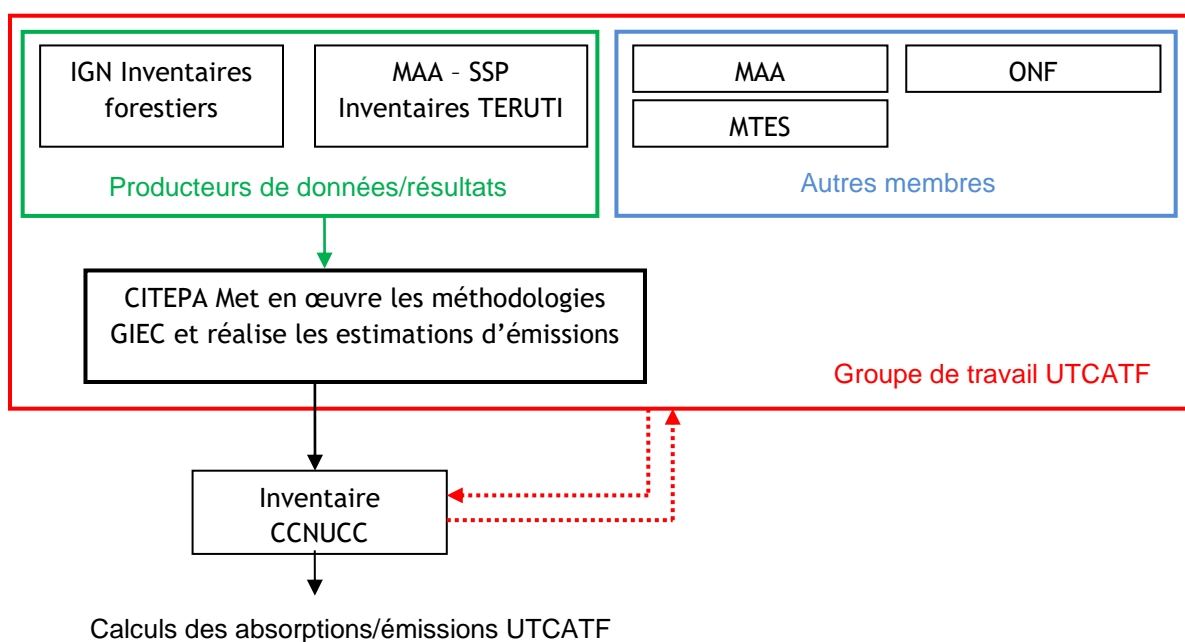 IGN Inventaires
forestiers
MAA - SSP
Inventaires TERUTI
Producteurs de données/résultats
MAA
ONF
MTES
Autres membres
CITEPA Met en œuvre les méthodologies
GIEC et réalise les estimations d’émissions
Groupe de travail UTCATF
Inventaire
CCNUCC
Calculs des absorptions/émissions UTCATF